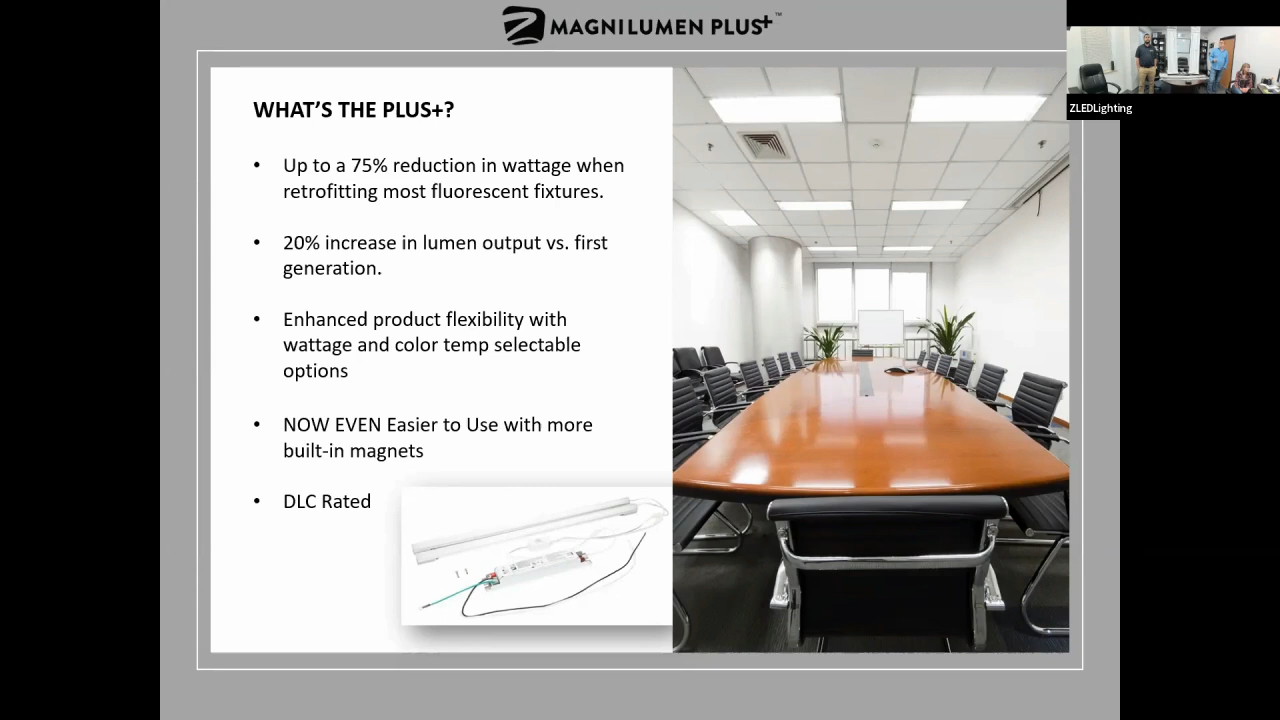 MAGNILUMEN PLUS+™
ZLEDLighting
WHAT'S THE PLUS+?
• Up to a 75% reduction in wattage when
retrofitting most fluorescent fixtures.
• 20% increase in lumen output vs. first
generation.
• Enhanced product flexibility with
wattage and color temp selectable
options
• NOW EVEN Easier to Use with more
built-in magnets
• DLC Rated